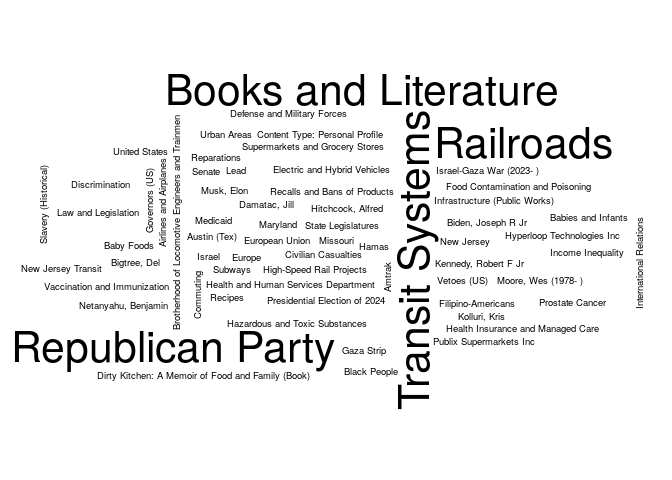 Books and Literature
Defense and Military Forces
Transit Systems
Railroads
Urban Areas
Content Type: Personal Profile
Supermarkets and Grocery Stores
United States
Reparations
Senate
Lead
Electric and Hybrid Vehicles
Israel-Gaza War (2023- )
Slavery (Historical)
Discrimination
Governors (US)
Airlines and Airplanes
Brotherhood of Locomotive Engineers and Trainmen
Musk, Elon
Recalls and Bans of Products
Food Contamination and Poisoning
Infrastructure (Public Works)
Damatac, Jill
Hitchcock, Alfred
Law and Legislation
Medicaid
Maryland
State Legislatures
Biden, Joseph R Jr
Babies and Infants
Austin (Tex)
European Union
Missouri
Hamas
New Jersey
Hyperloop Technologies Inc
Baby Foods
Israel
Europe
Civilian Casualties
Income Inequality
International Relations
New Jersey Transit
Bigtree, Del
Commuting
Subways
High-Speed Rail Projects
Amtrak
Kennedy, Robert F Jr
Vaccination and Immunization
Health and Human Services Department
Vetoes (US)
Moore, Wes (1978- )
Netanyahu, Benjamin
Recipes
Presidential Election of 2024
Filipino-Americans
Prostate Cancer
Kolluri, Kris
Hazardous and Toxic Substances
Health Insurance and Managed Care
Republican Party
Publix Supermarkets Inc
Gaza Strip
Dirty Kitchen: A Memoir of Food and Family (Book)
Black People